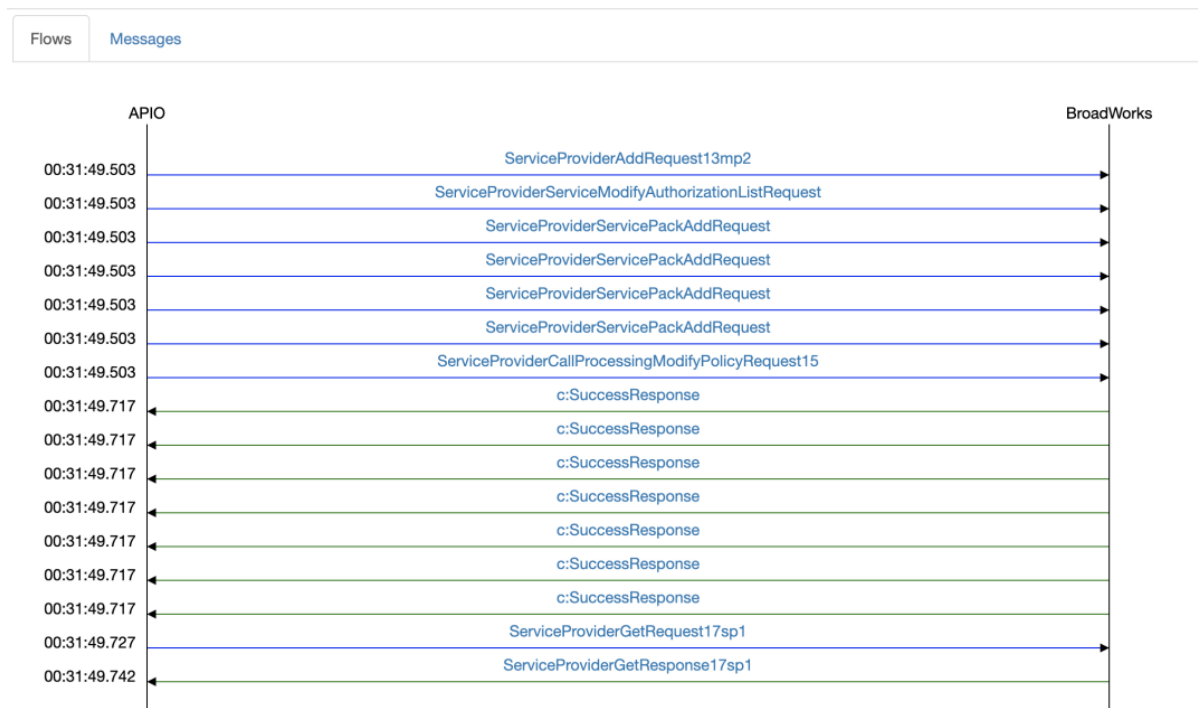 Flows Messages
APIO BroadWorks
ServiceProviderAddRequest13mp2
00:31:49.503
ServiceProviderServiceModifyAuthorizationListRequest
00:31:49.503
ServiceProviderServicePackAddRequest
00:31:49.503
ServiceProviderServicePackAddRequest
00:31:49.503
ServiceProviderServicePackAddRequest
00:31:49.503
ServiceProviderServicePackAddRequest
00:31:49.503
ServiceProviderCallProcessingModifyPolicyRequest15
00:31:49.503
c:SuccessResponse
00:31:49.717
c:SuccessResponse
00:31:49.717
c:SuccessResponse
00:31:49.717
c:SuccessResponse
00:31:49.717
c:SuccessResponse
00:31:49.717
c:SuccessResponse
00:31:49.717
c:SuccessResponse
00:31:49.717
ServiceProviderGetRequest17sp1
00:31:49.727
ServiceProviderGetResponse17sp1
00:31:49.742